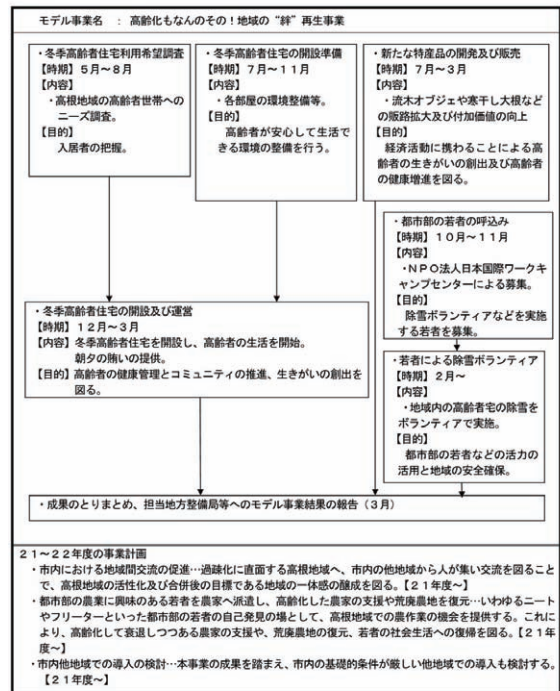 モデル事業名 ： 高齢化もなんのその！地域の“絆”再生事業
・冬季高齢者住宅利用希望調査
【時期】５月～８月
【内容】
・高根地域の高齢者世帯への
ニーズ調査。
【目的】
入居者の把握。
・冬季高齢者住宅の開設準備
【時期】７月～１１月
【内容】
・各部屋の環境整備等。
【目的】
高齢者が安心して生活で
きる環境の整備を行う。
・新たな特産品の開発及び販売
【時期】７月～３月
【内容】
・流木オブジェや寒干し大根など
の販路拡大及び付加価値の向上
【目的】
経済活動に携わることによる高
齢者の生きがいの創出及び高齢者
の健康増進を図る。
・都市部の若者の呼込み
【時期】１０月～１１月
【内容】
・ＮＰＯ法人日本国際ワークキ
ャンプセンターによる募集。
【目的】
除雪ボランティアなどを実施
する若者を募集。
・冬季高齢者住宅の開設及び運営
【時期】１２月～３月
【内容】冬季高齢者住宅を開設し、高齢者の生活を開始。
朝夕の賄いの提供。
【目的】高齢者の健康管理とコミュニティの推進、生きがいの創出を
図る。
・若者による除雪ボランティア
【時期】２月～
【内容】
・地域内の高齢者宅の除雪をボ
ランティアで実施。
【目的】
都市部の若者などの活力の
活用と地域の安全確保。
・成果のとりまとめ、担当地方整備局等へのモデル事業結果の報告（３月）
２１～２２年度の事業計画
・市内における地域間交流の促進…過疎化に直面する高根地域へ、市内の他地域から人が集い交流を図ること
で、高根地域の活性化及び合併後の目標である地域の一体感の醸成を図る。【２１年度～】
・都市部の農業に興味のある若者を農家へ派遣し、高齢化した農家の支援や荒廃農地を復元…いわゆるニート
やフリーターといった都市部の若者の自己発見の場として、高根地域での農作業の機会を提供する。これ
により、高齢化して衰退しつつある農家の支援や、荒廃農地の復元、若者の社会生活への復帰を図る。【２１年
度～】
・市内他地域での導入の検討…本事業の成果を踏まえ、市内の基礎的条件が厳しい他地域での導入も検討する。
【２１年度～】